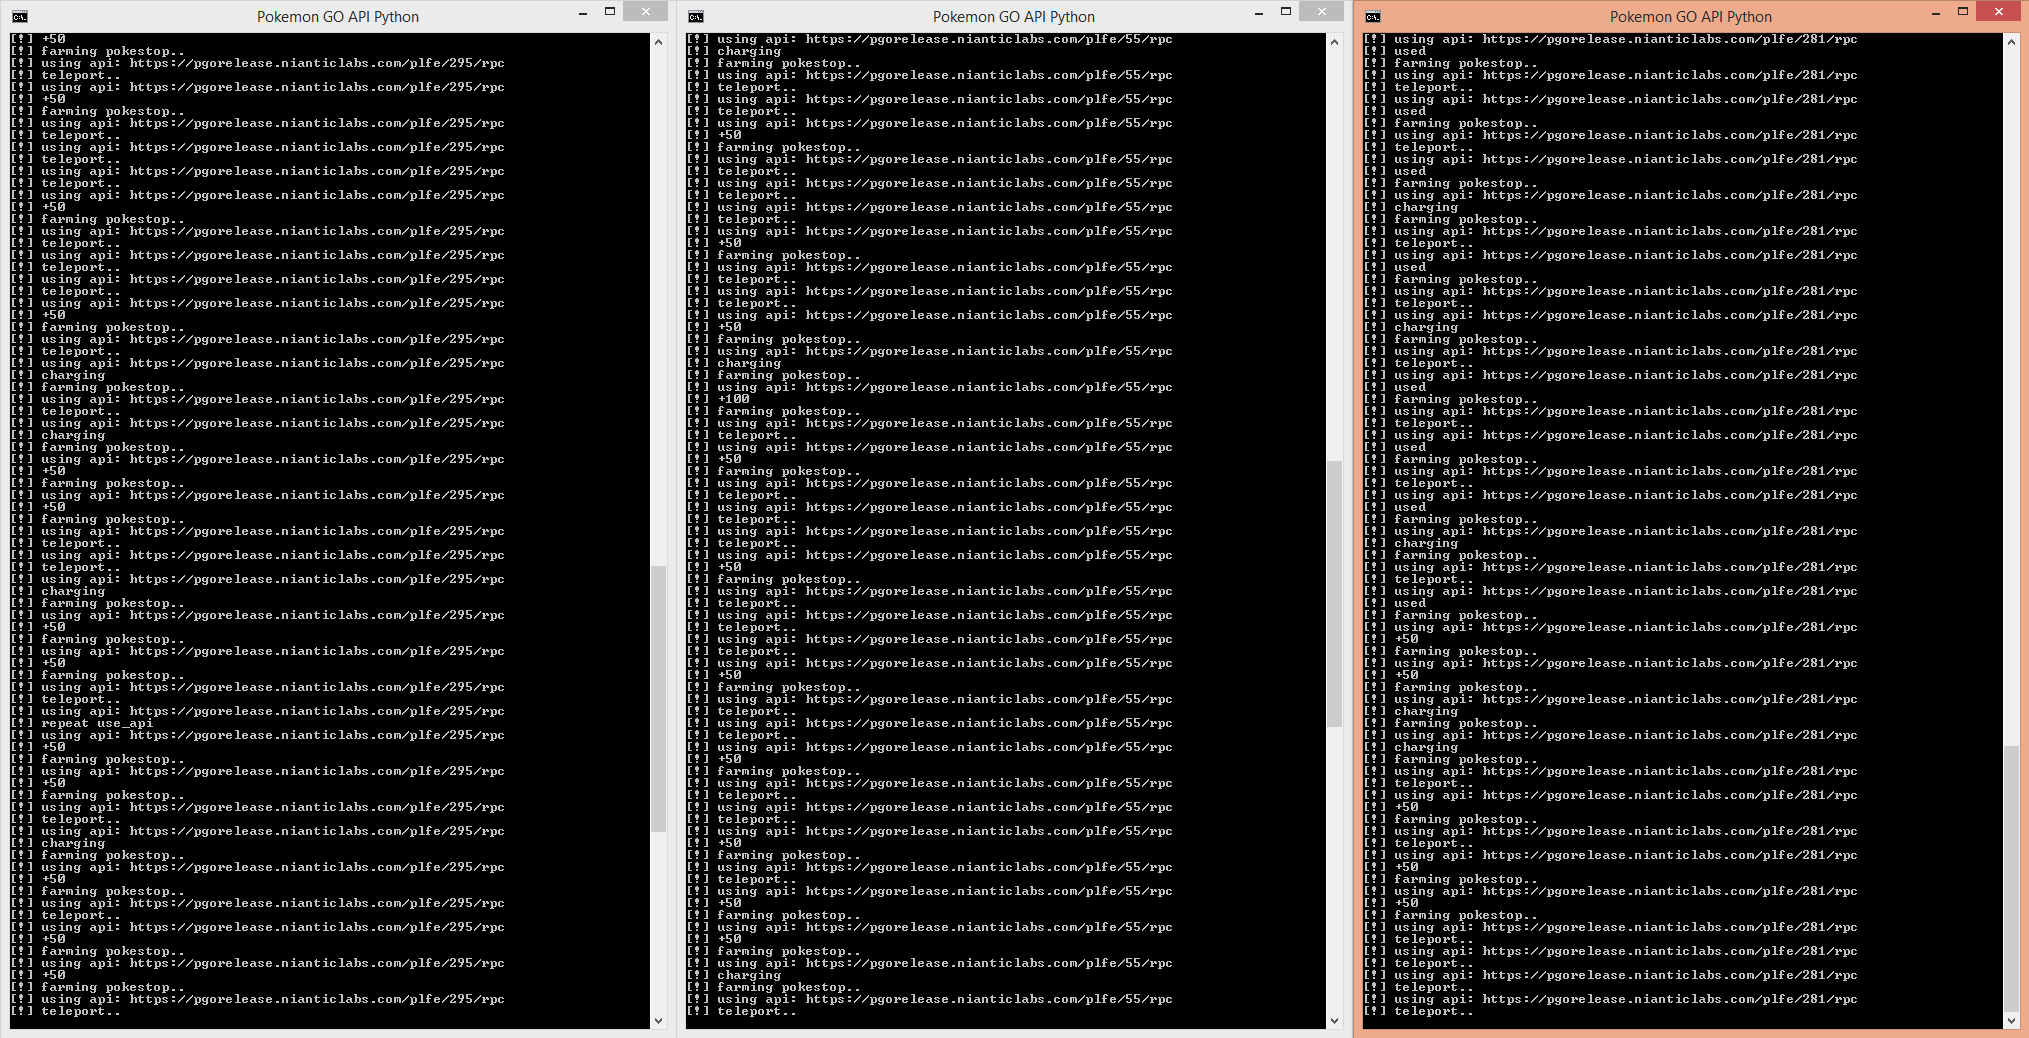 Pokemon GO API Python
[!] +50
[!] farming pokestop..
[!] using api: https://pgorelease.nianticlabs.com/plfe/295/rpc
[!] teleport..
[!] using api: https://pgorelease.nianticlabs.com/plfe/295/rpc
[!] +50
[!] farming pokestop..
[!] using api: https://pgorelease.nianticlabs.com/plfe/295/rpc
[!] teleport..
[!] using api: https://pgorelease.nianticlabs.com/plfe/295/rpc
[!] teleport..
[!] using api: https://pgorelease.nianticlabs.com/plfe/295/rpc
[!] teleport..
[!] using api: https://pgorelease.nianticlabs.com/plfe/295/rpc
[!] +50
[!] farming pokestop..
[!] using api: https://pgorelease.nianticlabs.com/plfe/295/rpc
[!] teleport..
[!] using api: https://pgorelease.nianticlabs.com/plfe/295/rpc
[!] teleport..
[!] using api: https://pgorelease.nianticlabs.com/plfe/295/rpc
[!] teleport..
[!] using api: https://pgorelease.nianticlabs.com/plfe/295/rpc
[!] +50
[!] farming pokestop..
[!] using api: https://pgorelease.nianticlabs.com/plfe/295/rpc
[!] teleport..
[!] using api: https://pgorelease.nianticlabs.com/plfe/295/rpc
[!] charging
[!] farming pokestop..
[!] using api: https://pgorelease.nianticlabs.com/plfe/295/rpc
[!] teleport..
[!] using api: https://pgorelease.nianticlabs.com/plfe/295/rpc
[!] charging
[!] farming pokestop..
[!] using api: https://pgorelease.nianticlabs.com/plfe/295/rpc
[!] +50
[!] farming pokestop..
[!] using api: https://pgorelease.nianticlabs.com/plfe/295/rpc
[!] +50
[!] farming pokestop..
[!] using api: https://pgorelease.nianticlabs.com/plfe/295/rpc
[!] teleport..
[!] using api: https://pgorelease.nianticlabs.com/plfe/295/rpc
[!] teleport..
[!] using api: https://pgorelease.nianticlabs.com/plfe/295/rpc
[!] charging
[!] farming pokestop..
[!] using api: https://pgorelease.nianticlabs.com/plfe/295/rpc
[!] +50
[!] farming pokestop..
[!] using api: https://pgorelease.nianticlabs.com/plfe/295/rpc
[!] +50
[!] farming pokestop..
[!] using api: https://pgorelease.nianticlabs.com/plfe/295/rpc
[!] teleport..
[!] using api: https://pgorelease.nianticlabs.com/plfe/295/rpc
[!] repeat use_api
[!] using api: https://pgorelease.nianticlabs.com/plfe/295/rpc
[!] +50
[!] farming pokestop..
[!] using api: https://pgorelease.nianticlabs.com/plfe/295/rpc
[!] +50
[!] farming pokestop..
[!] using api: https://pgorelease.nianticlabs.com/plfe/295/rpc
[!] teleport..
[!] using api: https://pgorelease.nianticlabs.com/plfe/295/rpc
[!] charging
[!] farming pokestop..
[!] using api: https://pgorelease.nianticlabs.com/plfe/295/rpc
[!] +50
[!] farming pokestop..
[!] using api: https://pgorelease.nianticlabs.com/plfe/295/rpc
[!] teleport..
[!] using api: https://pgorelease.nianticlabs.com/plfe/295/rpc
[!] +50
[!] farming pokestop..
[!] using api: https://pgorelease.nianticlabs.com/plfe/295/rpc
[!] +50
[!] farming pokestop..
[!] using api: https://pgorelease.nianticlabs.com/plfe/295/rpc
[!] teleport..
Pokemon GO API Python
[!] using api: https://pgorelease.nianticlabs.com/plfe/55/rpc
[!] charging
[!] farming pokestop..
[!] using api: https://pgorelease.nianticlabs.com/plfe/55/rpc
[!] teleport..
[!] using api: https://pgorelease.nianticlabs.com/plfe/55/rpc
[!] teleport..
[!] using api: https://pgorelease.nianticlabs.com/plfe/55/rpc
[!] +50
[!] farming pokestop..
[!] using api: https://pgorelease.nianticlabs.com/plfe/55/rpc
[!] teleport..
[!] using api: https://pgorelease.nianticlabs.com/plfe/55/rpc
[!] teleport..
[!] using api: https://pgorelease.nianticlabs.com/plfe/55/rpc
[!] teleport..
[!] using api: https://pgorelease.nianticlabs.com/plfe/55/rpc
[!] +50
[!] farming pokestop..
[!] using api: https://pgorelease.nianticlabs.com/plfe/55/rpc
[!] teleport..
[!] using api: https://pgorelease.nianticlabs.com/plfe/55/rpc
[!] teleport..
[!] using api: https://pgorelease.nianticlabs.com/plfe/55/rpc
[!] +50
[!] farming pokestop..
[!] using api: https://pgorelease.nianticlabs.com/plfe/55/rpc
[!] charging
[!] farming pokestop..
[!] using api: https://pgorelease.nianticlabs.com/plfe/55/rpc
[!] +100
[!] farming pokestop..
[!] using api: https://pgorelease.nianticlabs.com/plfe/55/rpc
[!] teleport..
[!] using api: https://pgorelease.nianticlabs.com/plfe/55/rpc
[!] +50
[!] farming pokestop..
[!] using api: https://pgorelease.nianticlabs.com/plfe/55/rpc
[!] teleport..
[!] using api: https://pgorelease.nianticlabs.com/plfe/55/rpc
[!] teleport..
[!] using api: https://pgorelease.nianticlabs.com/plfe/55/rpc
[!] teleport..
[!] using api: https://pgorelease.nianticlabs.com/plfe/55/rpc
[!] +50
[!] farming pokestop..
[!] using api: https://pgorelease.nianticlabs.com/plfe/55/rpc
[!] teleport..
[!] using api: https://pgorelease.nianticlabs.com/plfe/55/rpc
[!] teleport..
[!] using api: https://pgorelease.nianticlabs.com/plfe/55/rpc
[!] teleport..
[!] using api: https://pgorelease.nianticlabs.com/plfe/55/rpc
[!] +50
[!] farming pokestop..
[!] using api: https://pgorelease.nianticlabs.com/plfe/55/rpc
[!] teleport..
[!] using api: https://pgorelease.nianticlabs.com/plfe/55/rpc
[!] teleport..
[!] using api: https://pgorelease.nianticlabs.com/plfe/55/rpc
[!] +50
[!] farming pokestop..
[!] using api: https://pgorelease.nianticlabs.com/plfe/55/rpc
[!] teleport..
[!] using api: https://pgorelease.nianticlabs.com/plfe/55/rpc
[!] teleport..
[!] using api: https://pgorelease.nianticlabs.com/plfe/55/rpc
[!] +50
[!] farming pokestop..
[!] using api: https://pgorelease.nianticlabs.com/plfe/55/rpc
[!] teleport..
[!] using api: https://pgorelease.nianticlabs.com/plfe/55/rpc
[!] +50
[!] farming pokestop..
[!] using api: https://pgorelease.nianticlabs.com/plfe/55/rpc
[!] +50
[!] farming pokestop..
[!] using api: https://pgorelease.nianticlabs.com/plfe/55/rpc
[!] charging
[!] farming pokestop..
[!] using api: https://pgorelease.nianticlabs.com/plfe/55/rpc
[!] teleport..
Pokemon GO API Python
[!] using api: https://pgorelease.nianticlabs.com/plfe/281/rpc
[!] used
[!] farming pokestop..
[!] using api: https://pgorelease.nianticlabs.com/plfe/281/rpc
[!] teleport..
[!] using api: https://pgorelease.nianticlabs.com/plfe/281/rpc
[!] used
[!] farming pokestop..
[!] using api: https://pgorelease.nianticlabs.com/plfe/281/rpc
[!] teleport..
[!] using api: https://pgorelease.nianticlabs.com/plfe/281/rpc
[!] used
[!] farming pokestop..
[!] using api: https://pgorelease.nianticlabs.com/plfe/281/rpc
[!] charging
[!] farming pokestop..
[!] using api: https://pgorelease.nianticlabs.com/plfe/281/rpc
[!] teleport..
[!] using api: https://pgorelease.nianticlabs.com/plfe/281/rpc
[!] used
[!] farming pokestop..
[!] using api: https://pgorelease.nianticlabs.com/plfe/281/rpc
[!] teleport..
[!] using api: https://pgorelease.nianticlabs.com/plfe/281/rpc
[!] charging
[!] farming pokestop..
[!] using api: https://pgorelease.nianticlabs.com/plfe/281/rpc
[!] teleport..
[!] using api: https://pgorelease.nianticlabs.com/plfe/281/rpc
[!] used
[!] farming pokestop..
[!] using api: https://pgorelease.nianticlabs.com/plfe/281/rpc
[!] teleport..
[!] using api: https://pgorelease.nianticlabs.com/plfe/281/rpc
[!] used
[!] farming pokestop..
[!] using api: https://pgorelease.nianticlabs.com/plfe/281/rpc
[!] teleport..
[!] using api: https://pgorelease.nianticlabs.com/plfe/281/rpc
[!] used
[!] farming pokestop..
[!] using api: https://pgorelease.nianticlabs.com/plfe/281/rpc
[!] charging
[!] farming pokestop..
[!] using api: https://pgorelease.nianticlabs.com/plfe/281/rpc
[!] teleport..
[!] using api: https://pgorelease.nianticlabs.com/plfe/281/rpc
[!] used
[!] farming pokestop..
[!] using api: https://pgorelease.nianticlabs.com/plfe/281/rpc
[!] +50
[!] farming pokestop..
[!] using api: https://pgorelease.nianticlabs.com/plfe/281/rpc
[!] +50
[!] farming pokestop..
[!] using api: https://pgorelease.nianticlabs.com/plfe/281/rpc
[!] charging
[!] farming pokestop..
[!] using api: https://pgorelease.nianticlabs.com/plfe/281/rpc
[!] charging
[!] farming pokestop..
[!] using api: https://pgorelease.nianticlabs.com/plfe/281/rpc
[!] teleport..
[!] using api: https://pgorelease.nianticlabs.com/plfe/281/rpc
[!] +50
[!] farming pokestop..
[!] using api: https://pgorelease.nianticlabs.com/plfe/281/rpc
[!] teleport..
[!] using api: https://pgorelease.nianticlabs.com/plfe/281/rpc
[!] +50
[!] farming pokestop..
[!] using api: https://pgorelease.nianticlabs.com/plfe/281/rpc
[!] +50
[!] farming pokestop..
[!] using api: https://pgorelease.nianticlabs.com/plfe/281/rpc
[!] teleport..
[!] using api: https://pgorelease.nianticlabs.com/plfe/281/rpc
[!] teleport..
[!] using api: https://pgorelease.nianticlabs.com/plfe/281/rpc
[!] teleport..
[!] using api: https://pgorelease.nianticlabs.com/plfe/281/rpc
[!] teleport..